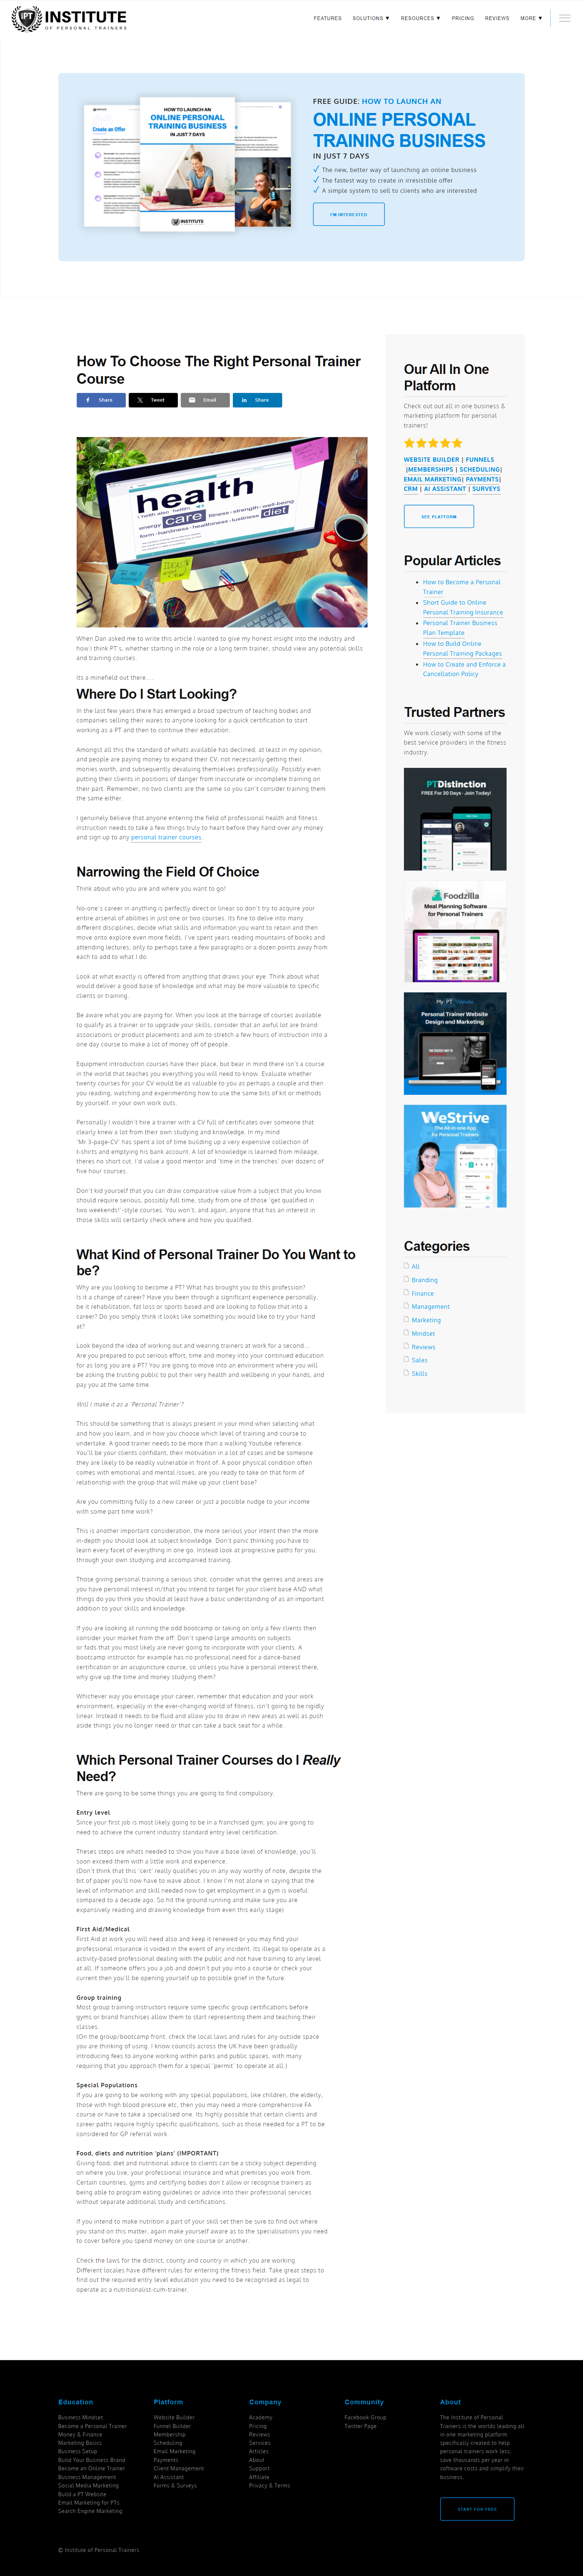 IPT INSTITUTE
OF PERSONAL TRAINERS
FEATURES
SOLUTIONS ▼
RESOURCES ▼
PRICING
REVIEWS
MORE ▼
HOW TO LAUNCH AN
ONLINE PERSONAL
TRAINING BUSINESS
IN JUST 7 DAYS
Create an Offer
INSTITUTE
FREE GUIDE: HOW TO LAUNCH AN
ONLINE PERSONAL
TRAINING BUSINESS
IN JUST 7 DAYS
The new, better way of launching an online business
The fastest way to create in irresistible offer
A simple system to sell to clients who are interested
I'M INTERESTED
How To Choose The Right Personal Trainer
Course
Share
Tweet
Email
Share
health
care
fitness
energy
strength
stress
diet
IDEAS
When Dan asked me to write this article I wanted to give my honest insight into the industry and
how I think PT's, whether starting in the role or a long term trainer, should view any potential skills
and training courses.
Its a minefield out there.....
Where Do I Start Looking?
In the last few years there has emerged a broad spectrum of teaching bodies and
companies selling their wares to anyone looking for a quick certification to start
working as a PT and then to continue their education.
Amongst all this the standard of whats available has declined, at least in my opinion,
and people are paying money to expand their CV, not necessarily getting their
monies worth, and subsequently devaluing themselves professionally. Possibly even
putting their clients in positions of danger from inaccurate or incomplete training on
their part. Remember, no two clients are the same so you can't consider training them
the same either.
I genuinely believe that anyone entering the field of professional health and fitness
instruction needs to take a few things truly to heart before they hand over any money
and sign up to any personal trainer courses.
Narrowing the Field Of Choice
Think about who you are and where you want to go!
No-one's career in anything is perfectly direct or linear so don't try to acquire your
entire arsenal of abilities in just one or two courses. Its fine to delve into many
different disciplines, decide what skills and information you want to retain and then
move onto explore even more fields. I've spent years reading mountains of books and
attending lectures, only to perhaps take a few paragraphs or a dozen points away from
each to add to what I do.
Look at what exactly is offered from anything that draws your eye. Think about what
would deliver a good base of knowledge and what may be more valuable to specific
clients or training.
Be aware what you are paying for. When you look at the barrage of courses available
to qualify as a trainer or to upgrade your skills, consider that an awful lot are brand
associations or product placements and aim to stretch a few hours of instruction into a
one day course to make a lot of money off of people.
Equipment introduction courses have their place, but bear in mind there isn't a course
in the world that teaches you everything you will need to know. Evaluate whether
twenty courses for your CV would be as valuable to you as perhaps a couple and then
you reading, watching and experimenting how to use the same bits of kit or methods
by yourself, in your own work outs.
Personally I wouldn't hire a trainer with a CV full of certificates over someone that
clearly knew a lot from their own studying and knowledge. In my mind
'Mr 3-page-CV' has spent a lot of time building up a very expensive collection of
t-shirts and emptying his bank account. A lot of knowledge is learned from mileage,
theres no short cut. I'd value a good mentor and 'time in the trenches' over dozens of
five hour courses.
Don't kid yourself that you can draw comparative value from a subject that you know
should require serious, possibly full time, study from one of those 'get qualified in
two weekends!'-style courses. You won't, and again, anyone that has spent time on
those skills will certainly check where and how you qualified.
What Kind of Personal Trainer Do You Want to
be?
Why are you looking to become a PT? What has brought you to this profession?
Is it a change of career? Have you been through a significant experience personally,
be it rehabilitation, fat loss or sports based and are looking to follow that into a
career? Do you simply think it looks like something you would like to try your hand
at?
Look beyond the idea of working out and wearing trainers at work for a second....
Are you prepared to put serious effort, time and money into your continued education
for as long you are a PT? You are going to move into an environment where you will
be asking the trusting public to put their very health and wellbeing in your hands, and
pay you at the same time.
Will I make it as a 'Personal Trainer'?
This should be something that is always present in your mind when selecting what
and how you learn, and in how you choose which level of training and course to
undertake. A good trainer needs to be more than a walking Youtube reference.
You'll be your clients confidant, their motivation in a lot of cases and be someone
they are likely to be readily vulnerable in front of. A poor physical condition often
comes with emotional and mental issues, are you ready to take on that form of
relationship with the group that will make up your client base?
Are you committing fully to a new career or just a possible nudge to your income
with some part time work?
This is another important consideration, the more serious your intent then the more
in-depth you should look at subject knowledge. Don't panic thinking you have to
learn every facet of everything in one go. Instead look at progressive paths for you,
through your own studying and accompanied training.
Those giving personal training a serious shot, consider what the genres and areas are
you have personal interest in/that you intend to target for your client base AND what
things do you think you should at least have a basic understanding of as an important
addition to your skills and knowledge.
If you are looking at running the odd bootcamp or taking on only a few clients then
consider your market from the off. Don't spend large amounts on subjects
or fads that you most likely are never going to incorporate with your clients. A
bootcamp instructor for example has no professional need for a dance-based
certification or an acupuncture course, so unless you have a personal interest there,
why give up the time and money studying them?
Whichever way you envisage your career, remember that education and your work
environment, especially in the ever-changing world of fitness, isn't going to be rigidly
linear. Instead it needs to be fluid and allow you to draw in new areas as well as push
aside things you no longer need or that can take a back seat for a while.
Which Personal Trainer Courses do I Really
Need?
There are going to be some things you are going to find compulsory.
Entry level
Since your first job is most likely going to be in a franchised gym, you are going to
need to achieve the current industry standard entry level certification.
Theses steps are whats needed to show you have a base level of knowledge, you'll
soon exceed them with a little work and experience.
(Don't think that this 'cert' really qualifies you in any way worthy of note, despite the
bit of paper you'll now have to wave about. I know I'm not alone in saying that the
level of information and skill needed now to get employment in a gym is woeful
compared to a decade ago. So hit the ground running and make sure you are
expansively reading and drawing knowledge from even this early stage)
First Aid/Medical
First Aid at work you will need also and keep it renewed or you may find your
professional insurance is voided in the event of any incident. Its illegal to operate as a
activity-based professional dealing with the public and not have training to any level
at all. If someone offers you a job and doesn't put you into a course or check your
current then you'll be opening yourself up to possible grief in the future.
Group training
Most group training instructors require some specific group certifications before
gyms or brand franchises allow them to start representing them and teaching their
classes.
(On the group/bootcamp front, check the local laws and rules for any outside space
you are thinking of using. I know councils across the UK have been gradually
introducing fees to anyone working within parks and public spaces, with many
requiring that you approach them for a special 'permit' to operate at all.)
Special Populations
If you are going to be working with any special populations, like children, the elderly,
those with high blood pressure etc, then you may need a more comprehensive FA
course or have to take a specialised one. Its highly possible that certain clients and
career paths require highly specific qualifications, such as those needed for a PT to be
considered for GP referral work.
Food, diets and nutrition 'plans' (IMPORTANT)
Giving food, diet and nutritional advice to clients can be a sticky subject depending
on where you live, your professional insurance and what premises you work from.
Certain countries, gyms and certifying bodies don't allow or recognise trainers as
being able to program eating guidelines or advice into their professional services
without separate additional study and certifications.
If you intend to make nutrition a part of your skill set then be sure to find out where
you stand on this matter, again make yourself aware as to the specialisations you need
to cover before you spend money on one course or another.
Check the laws for the district, county and country in which you are working.
Different locales have different rules for entering the fitness field. Take great steps to
find out the required entry level education you need to be recognised as legal to
operate as a nutritionalist-cum-trainer.
Our All In One
Platform
Check out out all in one business &
marketing platform for personal
trainers!
WEBSITE BUILDER | FUNNELS
|MEMBERSHIPS | SCHEDULING|
EMAIL MARKETING| PAYMENTS|
CRM | AI ASSISTANT | SURVEYS
SEE PLATFORM
Popular Articles
How to Become a Personal
Trainer
Short Guide to Online
Personal Training Insurance
Personal Trainer Business
Plan Template
How to Build Online
Personal Training Packages
How to Create and Enforce a
Cancellation Policy
Trusted Partners
We work closely with some of the
best service providers in the fitness
industry.
PTDistinction
FREE For 30 Days - Join Today!
Foodzilla
Meal Planning Software
for Personal Trainers
My PT Website
Personal Trainer Website
Design and Marketing
WeStrive
The All in one App
for Personal Trainers
Calendar
Categories
All
Branding
Finance
Management
Marketing
Mindset
Reviews
Sales
Skills
Education
Business Mindset
Become a Personal Trainer
Money & Finance
Marketing Basics
Business Setup
Build Your Business Brand
Become an Online Trainer
Business Management
Social Media Marketing
Build a PT Website
Email Marketing for PTs
Search Engine Marketing
Platform
Website Builder
Funnel Builder
Membership
Scheduling
Email Marketing
Payments
Client Management
Ai Assistant
Forms & Surveys
Company
Academy
Pricing
Reviews
Services
Articles
About
Support
Affiliate
Privacy & Terms
Community
Facebook Group
Twitter Page
About
The Institute of Personal
Trainers is the worlds leading all
in one marketing platform
specifically created to help
personal trainers work less,
save thousands per year in
software costs and simplify their
business.
START FOR FREE
© Institute of Personal Trainers